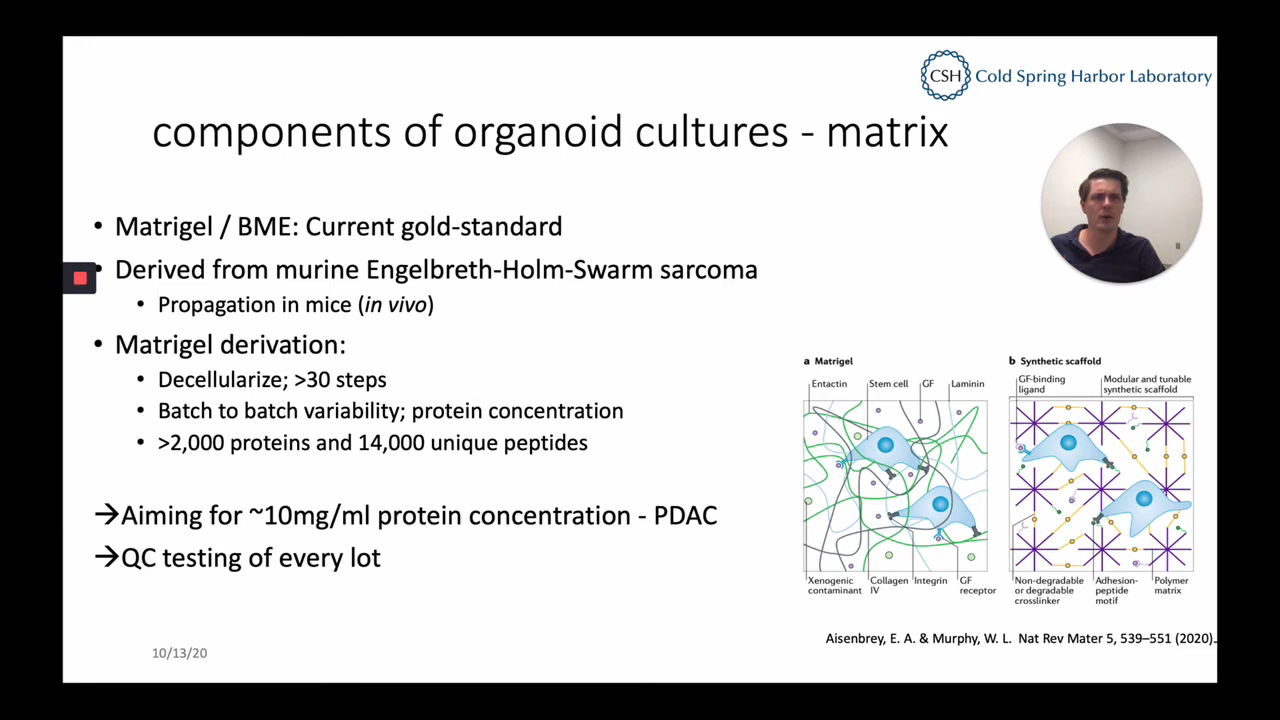 CSH Cold Spring Harbor Laboratory
components of organoid cultures - matrix
• Matrigel / BME: Current gold-standard
• Derived from murine Engelbreth-Holm-Swarm sarcoma
• Propagation in mice (in vivo)
• Matrigel derivation:
• Decellularize; >30 steps
• Batch to batch variability; protein concentration
• >2,000 proteins and 14,000 unique peptides
→Aiming for ~10mg/ml protein concentration - PDAC
→QC testing of every lot
a Matrigel
Entactin
Stem cell
GF
Laminin
Xenogenic
contaminant
Collagen
IV
Integrin
GF
receptor
b Synthetic scaffold
GF-binding
ligand
Modular and tunable
synthetic scaffold
Non-degradable
or degradable
crosslinker
Adhesion-
peptide
motif
Polymer
matrix
Aisenbrey, E. A. & Murphy, W. L. Nat Rev Mater 5, 539–551 (2020).
10/13/20